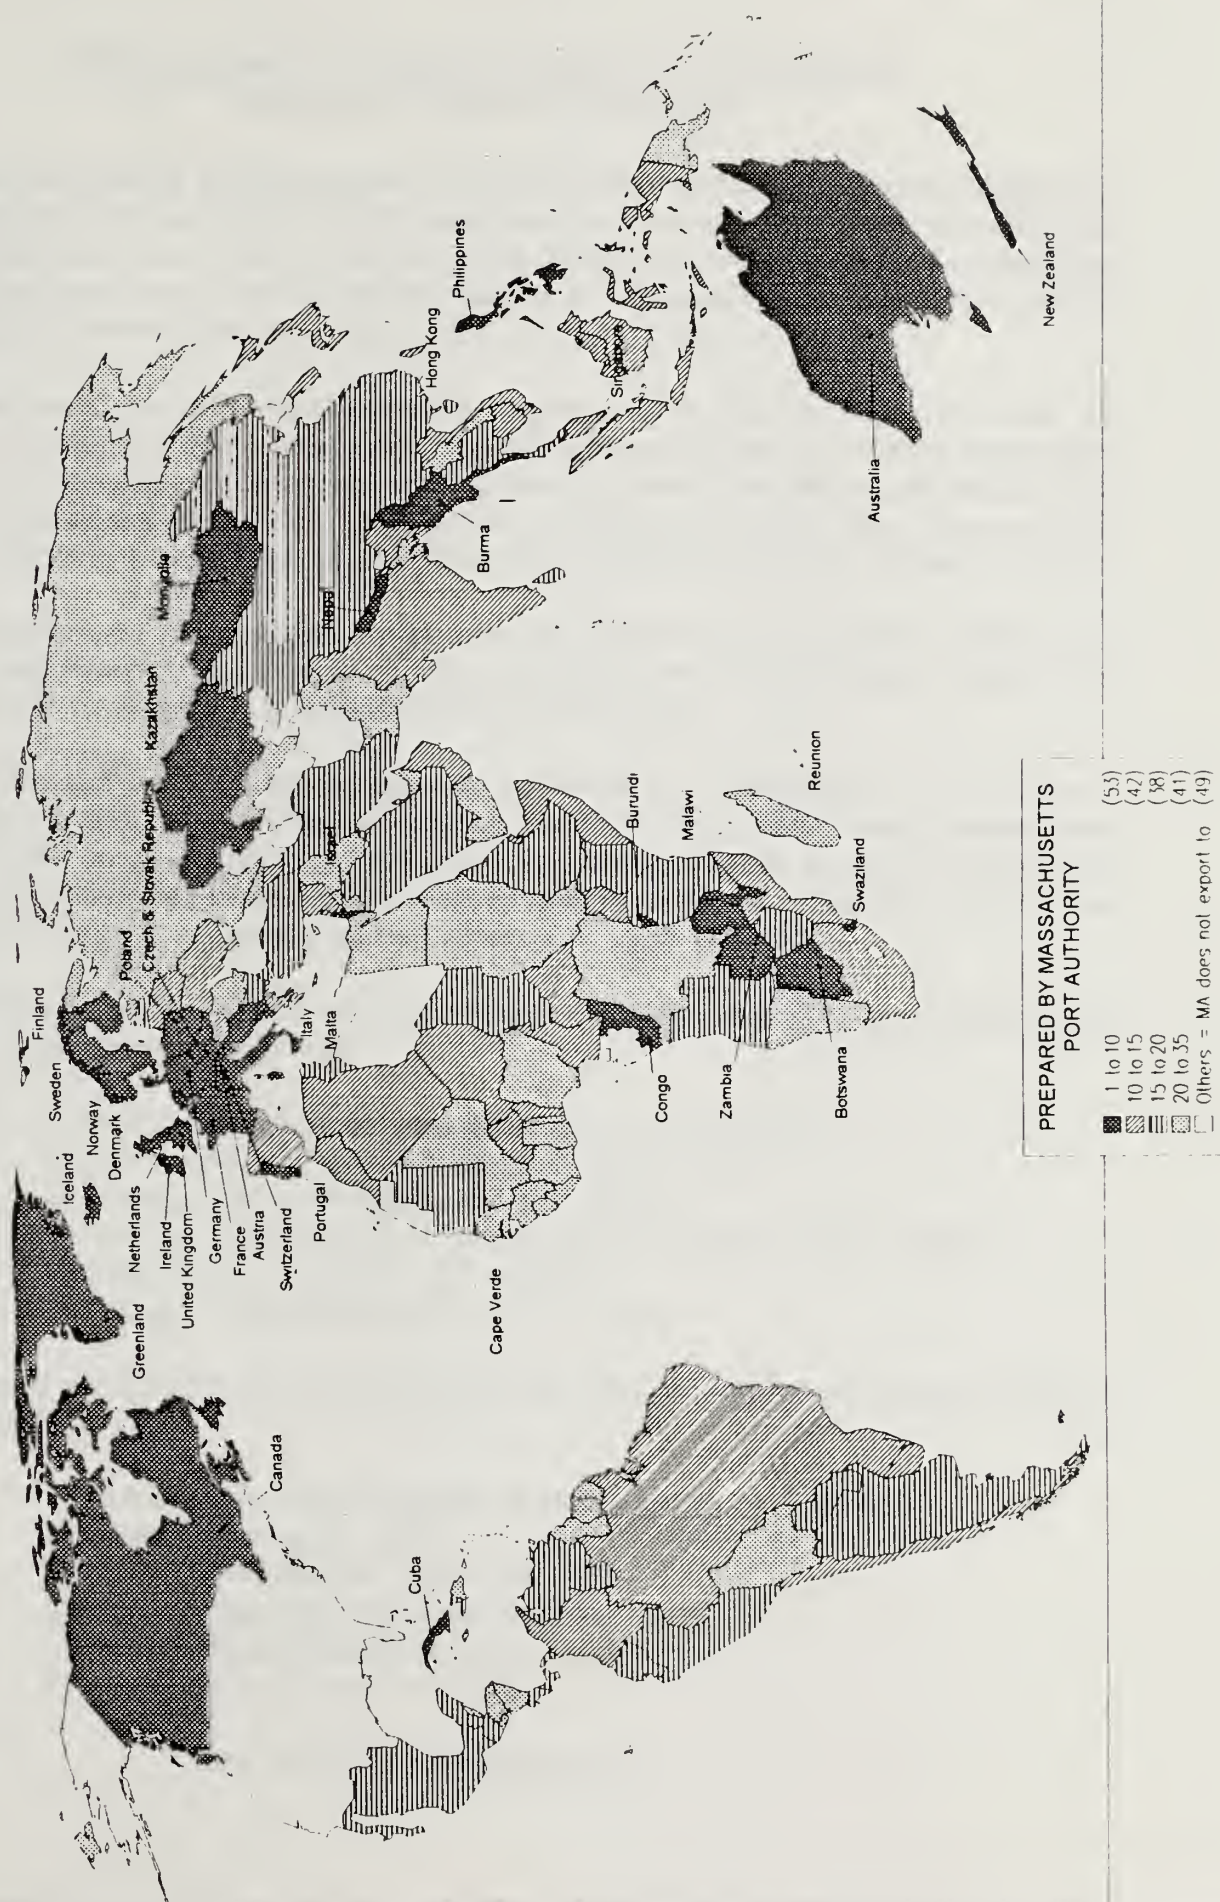 Greenland
Iceland
Sweden
Finland
Norway
Denmark
Poland
Czech & Slovak Republics
Kazakhstan
Mongolia
Netherlands
Ireland
United Kingdom
Germany
France
Austria
Switzerland
Portugal
Italy
Malta
Israel
Nepal
Canada
Cuba
Cape Verde
Hong Kong
Philippines
Burma
Singapore
Burundi
Malawi
Reunion
Congo
Zambia
Botswana
Swaziland
Australia
New Zealand
PREPARED BY MASSACHUSETTS
PORT AUTHORITY
1 to 10 (53)
10 to 15 (42)
15 to 20 (38)
20 to 35 (41)
Others = MA does not export to (49)